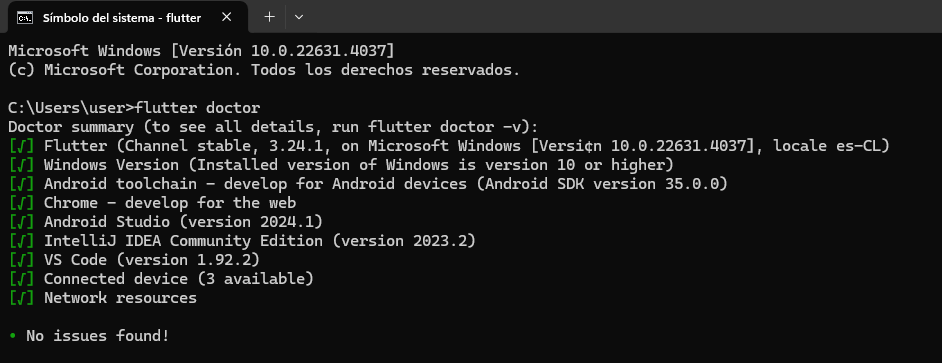 Símbolo del sistema - flutter
Microsoft Windows [Versión 10.0.22631.4037]
(c) Microsoft Corporation. Todos los derechos reservados.
C:\Users\user>flutter doctor
Doctor summary (to see all details, run flutter doctor -v):
[√] Flutter (Channel stable, 3.24.1, on Microsoft Windows [Versi¢n 10.0.22631.4037], locale es-CL)
[√] Windows Version (Installed version of Windows is version 10 or higher)
[√] Android toolchain - develop for Android devices (Android SDK version 35.0.0)
[√] Chrome - develop for the web
[√] Android Studio (version 2024.1)
[√] IntelliJ IDEA Community Edition (version 2023.2)
[√] VS Code (version 1.92.2)
[√] Connected device (3 available)
[√] Network resources
• No issues found!